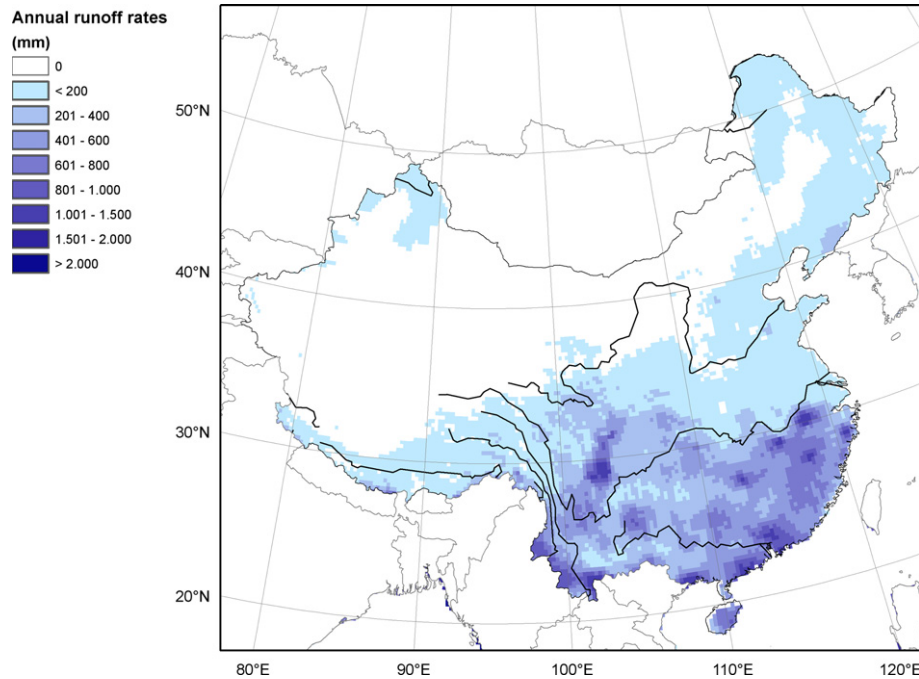 Annual runoff rates
(mm)
0
< 200
201 - 400
401 - 600
601 - 800
801 - 1.000
1.001 - 1.500
1.501 - 2.000
> 2.000
50°N
40°N
30°N
20°N
80°E
90°E
100°E
110°E
120°E